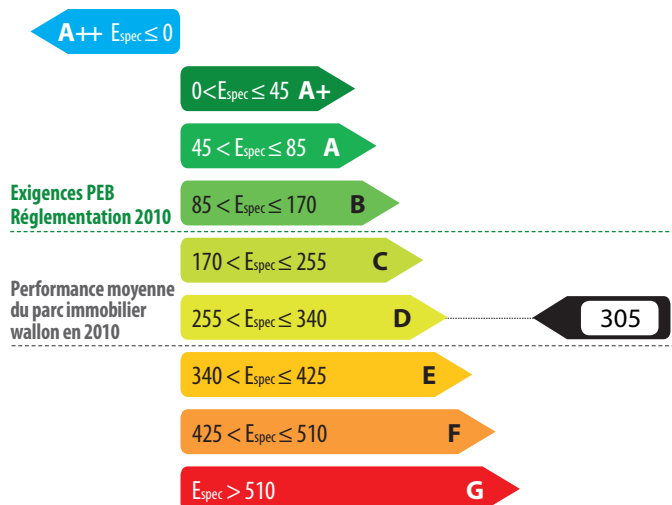 A++ Espec ≤ 0
0<Espec ≤ 45 A+
45 < Espec ≤ 85 A
Exigences PEB
Réglementation 2010
85 < Espec ≤ 170 B
170 < Espec ≤ 255 C
Performance moyenne
du parc immobilier
wallon en 2010
255 < Espec ≤ 340 D
305
340 < Espec ≤ 425 E
425 < Espec ≤ 510 F
Espec > 510 G